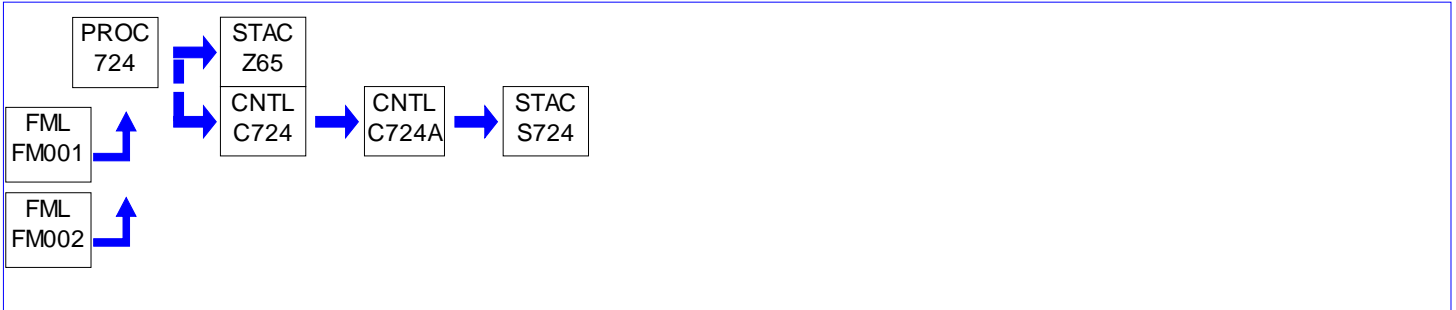 PROC
724
STAC
Z65
CNTL
C724
CNTL
C724A
STAC
S724
FML
FM001
FML
FM002